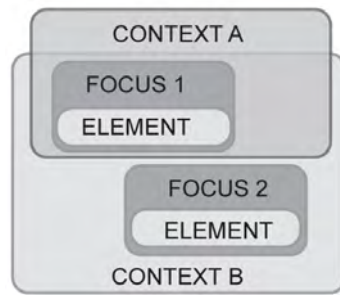 CONTEXT A
FOCUS 1
ELEMENT
FOCUS 2
ELEMENT
CONTEXT B